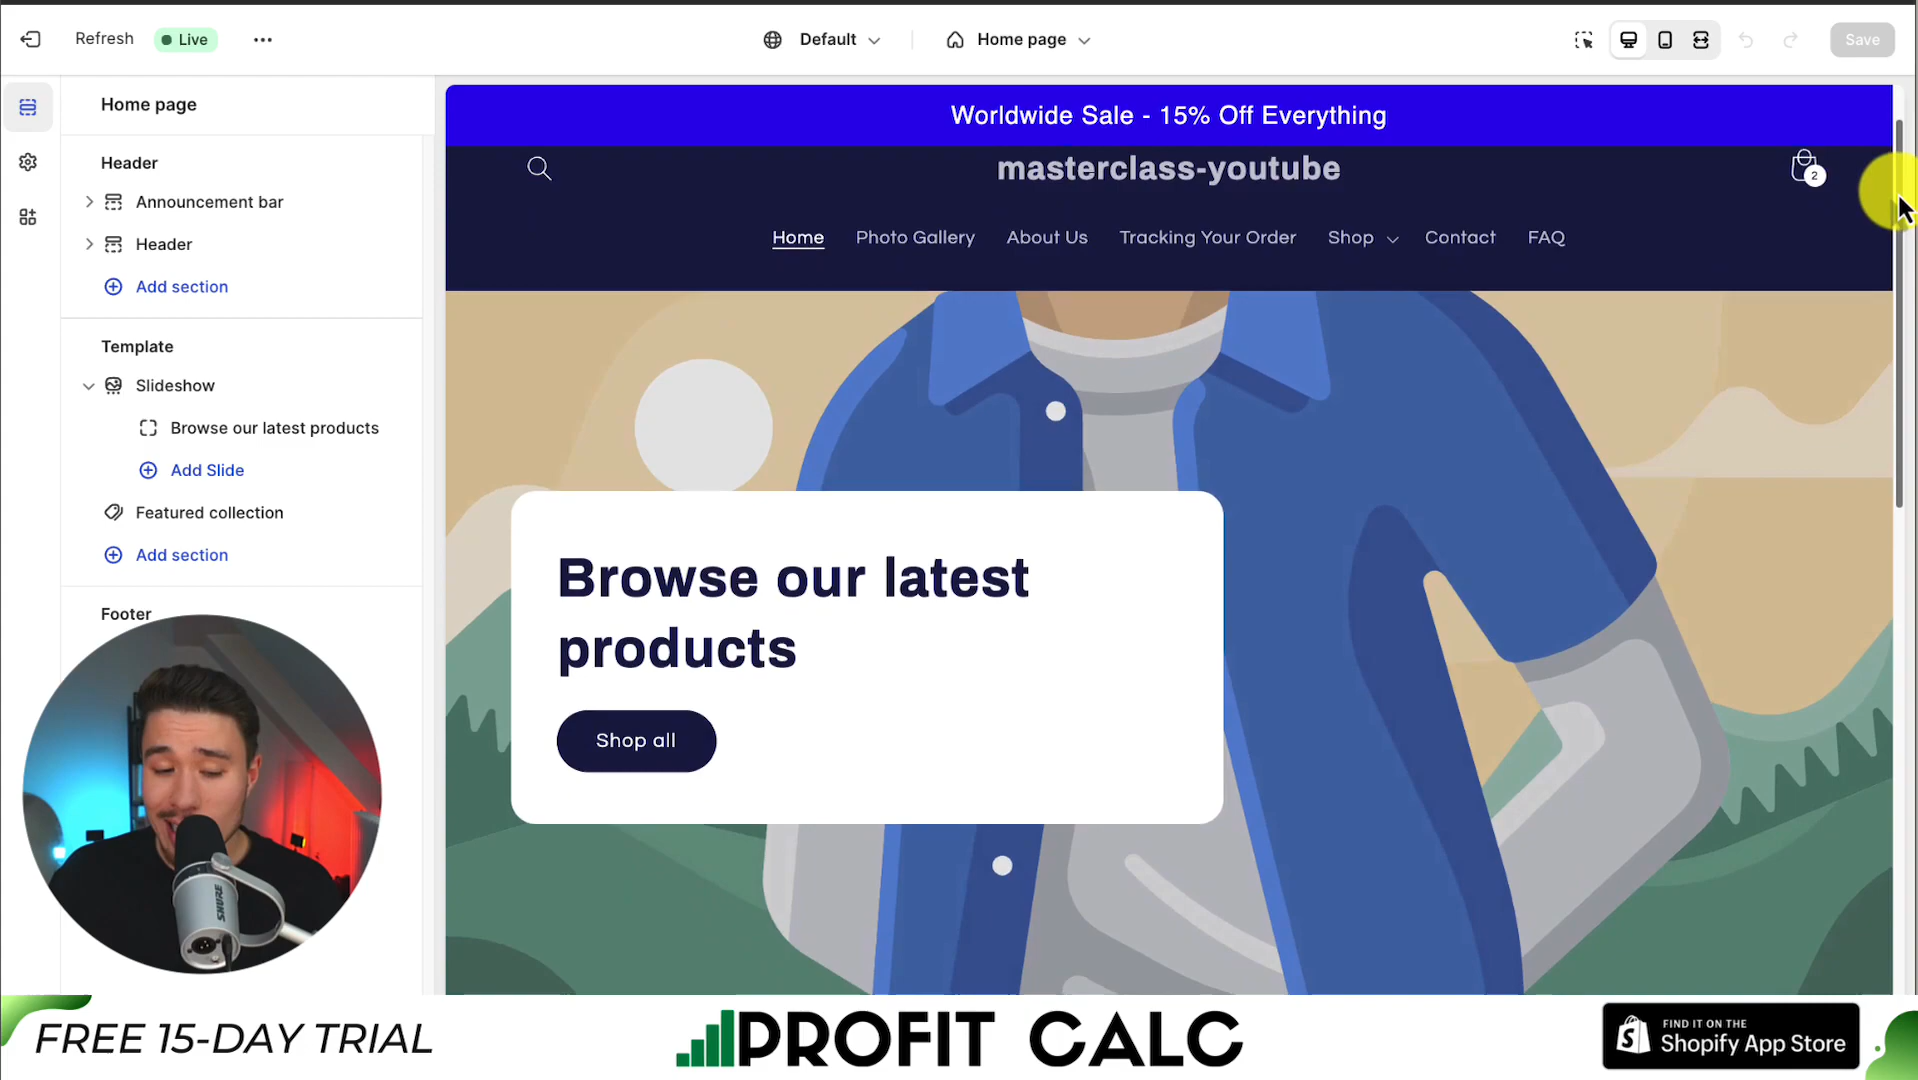 Refresh
Live
Default
Home page
Save
Home page
Header
Announcement bar
Header
Add section
Template
Slideshow
Browse our latest products
Add Slide
Featured collection
Add section
Footer
Worldwide Sale - 15% Off Everything
masterclass-youtube
2
Home Photo Gallery About Us Tracking Your Order Shop Contact FAQ
Browse our latest
products
Shop all
SHURE
FREE 15-DAY TRIAL
PROFIT CALC
FIND IT ON THE
Shopify App Store